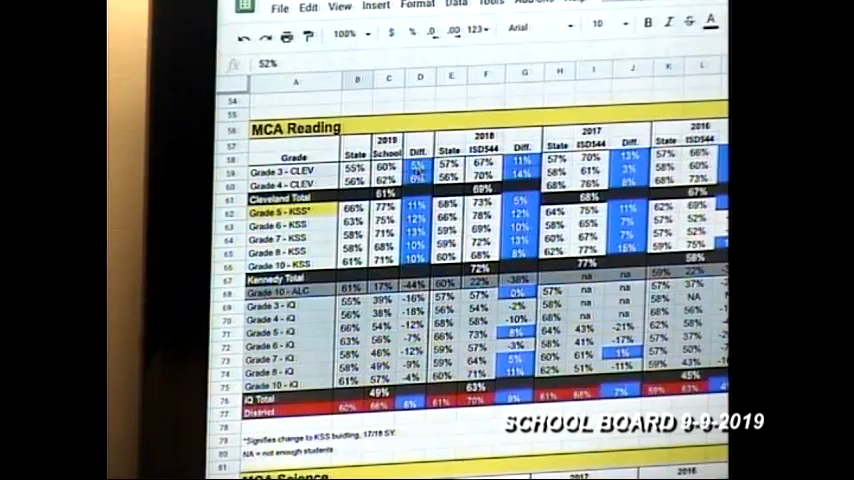 File Edit View Insert Format Data Tools
100% $ % .0 .00 123 Arial 10 B I S A
fx 52%
A B C D E F G H I J K L
54
55
56 MCA Reading
57 2019 2018 2017 2016
58 Grade State School Diff. State ISD544 Diff. State ISD544 Diff. State ISD544
59 Grade 3 - CLEV 55% 60% 5% 57% 67% 11% 57% 70% 13% 57% 66%
60 Grade 4 - CLEV 56% 62% 6% 56% 70% 14% 58% 61% 3% 59% 60%
61 Cleveland Total 61% 69% 68% 67%
62 Grade 5 - KSS* 66% 77% 11% 68% 73% 5%
Grade 6 - KSS 63% 75% 12% 66% 78% 12% 64% 75% 11% 62% 69%
64 Grade 7 - KSS 58% 71% 13% 59% 69% 10% 58% 65% 7% 57% 52%
65 Grade 8 - KSS 58% 68% 10% 59% 72% 13% 60% 67% 7% 57% 52%
66 Grade 10 - KSS 61% 71% 10% 60% 68% 8% 62% 77% 15% 59% 75%
67 Kennedy Total 72% 77% 58%
Grade 10 - ALC 61% 17% -44% 60% 22% -38% na na 59% 22%
69 Grade 3 - iQ 55% 39% -16% 57% 57% 0% 57% na na 57% 37%
70 Grade 4 - iQ 56% 38% -18% 56% 54% -2% 58% na na 58% NA
71 Grade 5 - iQ 66% 54% -12% 68% 58% -10%
72 Grade 6 - iQ 63% 56% -7% 66% 73% 8% 64% 43% -21% 62% 58%
73 Grade 7 - iQ 58% 46% -12% 59% 57% -3% 58% 41% -17% 57% 37%
74 Grade 8 - iQ 58% 49% -9% 59% 5% 60% 61% 1% 57% 50%
75 Grade 10 - iQ 61% 57% -4% 60% 71% 11% 62% 51% -11% 59% 43%
76 iQ Total 49% 63% 45%
77 District 60% 66% 6% 61% 70% 9% 61% 68% 7% 59% 63%
78
79 *Signifies change to KSS buidling, 17/18 SY:
80 NA = not enough students
81
MCA Science
2017 2016
SCHOOL BOARD 9-9-2019